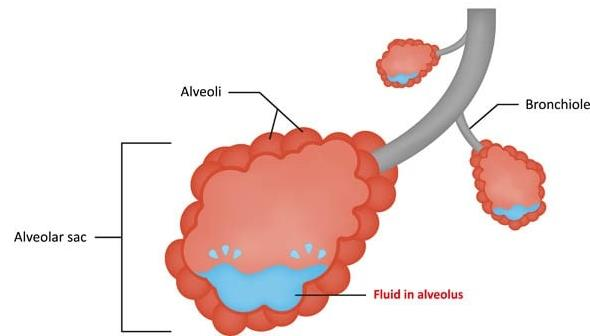 Alveoli
Bronchiole
Alveolar sac
Fluid in alveolus